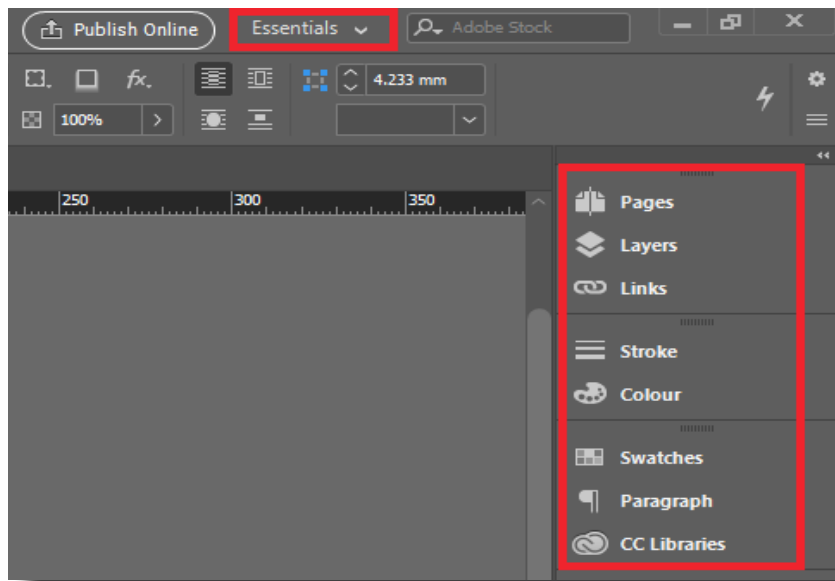 Publish Online Essentials Adobe Stock
fx. 4.233 mm
100%
250 300 350
Pages
Layers
Links
Stroke
Colour
Swatches
Paragraph
CC Libraries